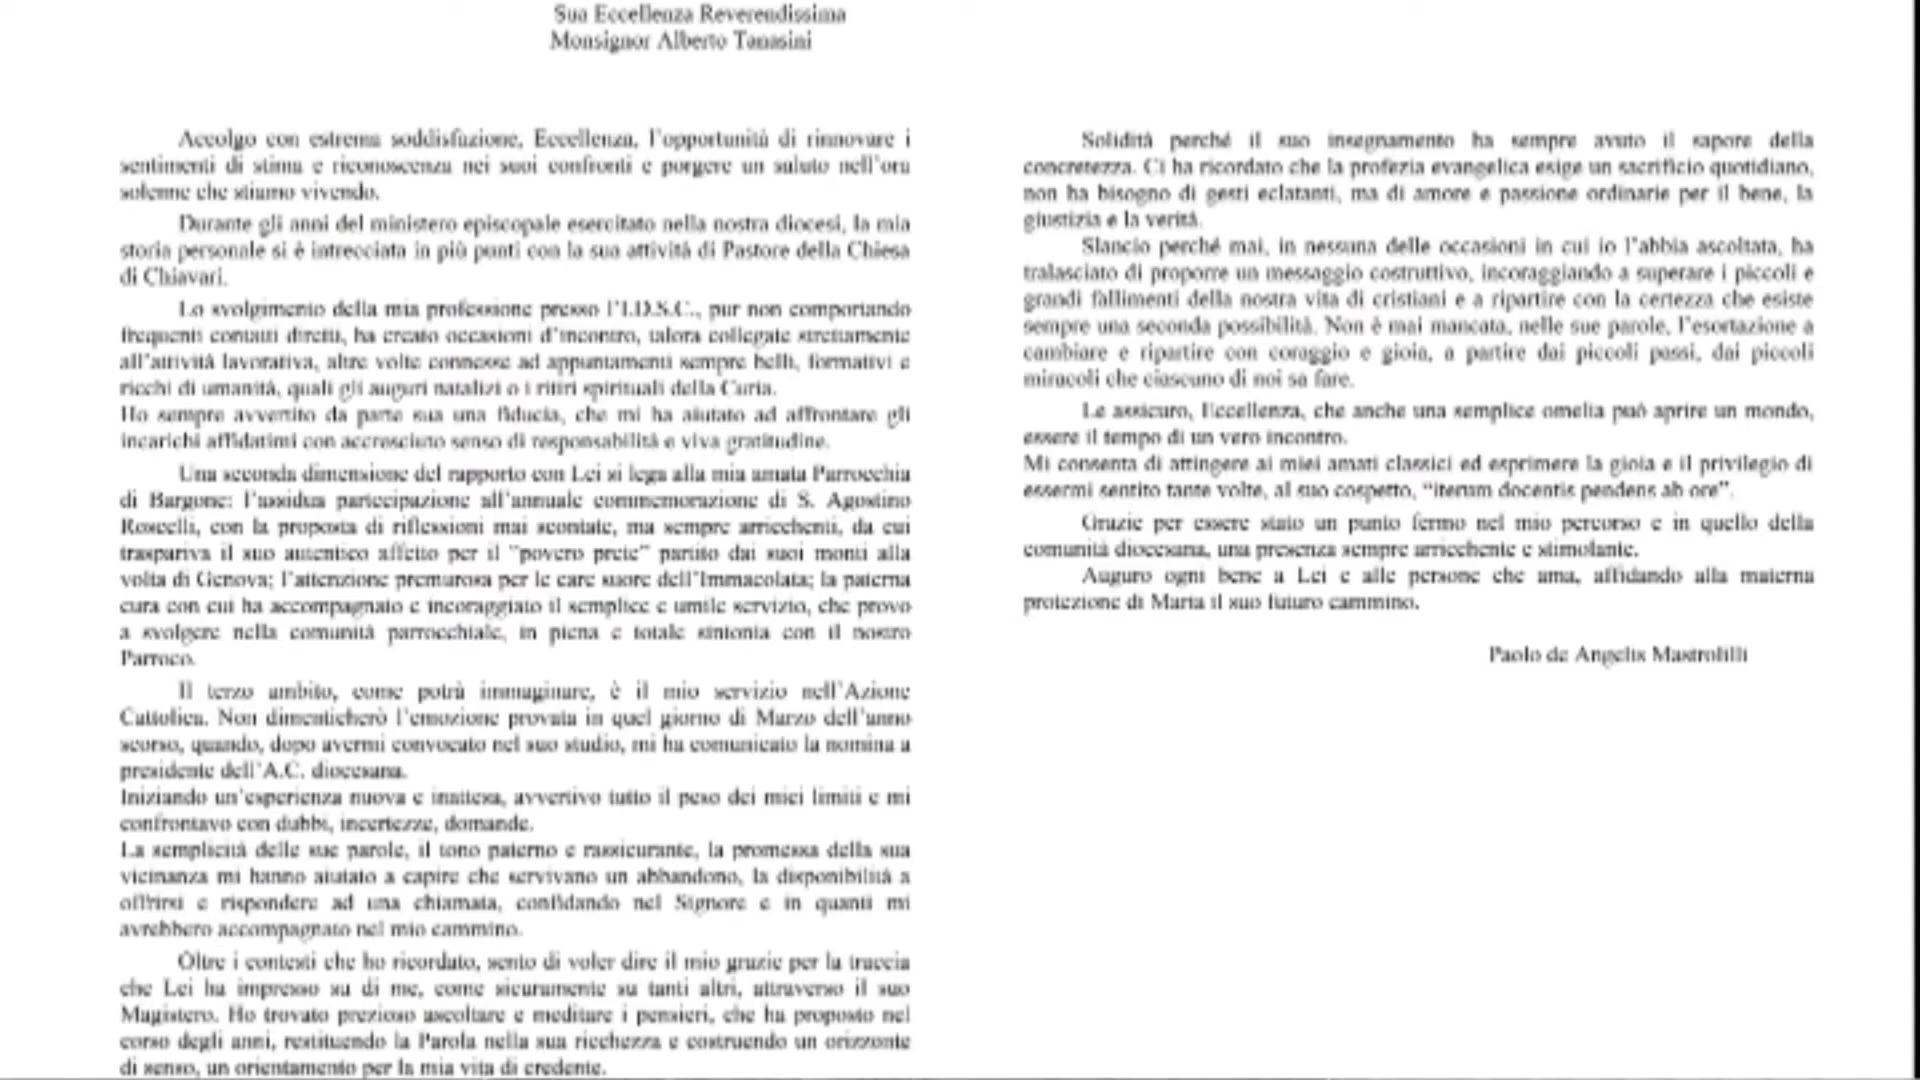 Sua Eccellenza Reverendissima
Monsignor Alberto Tanasini
Accolgo con estrema soddisfazione, Eccellenza, l'opportunità di rinnovare i
sentimenti di stima e riconoscenza nei suoi confronti e porgere un saluto nell'ora
solenne che stiamo vivendo.
Durante gli anni del ministero episcopale esercitato nella nostra diocesi, la mia
storia personale si è intrecciata in più punti con la sua attività di Pastore della Chiesa
di Chiavari.
Lo svolgimento della mia professione presso l'I.D.S.C., pur non comportando
frequenti contatti diretti, ha creato occasioni d'incontro, talora collegate strettamente
all'attività lavorativa, altre volte connesse ad appuntamenti sempre belli, formativi e
ricchi di umanità, quali gli auguri natalizi o i ritiri spirituali della Curia.
Ho sempre avvertito da parte sua una fiducia, che mi ha aiutato ad affrontare gli
incarichi affidatimi con accresciuto senso di responsabilità e viva gratitudine.
Una seconda dimensione del rapporto con Lei si lega alla mia amata Parrocchia
di Bargone: l'assidua partecipazione all'annuale commemorazione di S. Agostino
Roscelli, con la proposta di riflessioni mai scontate, ma sempre arricchenti, da cui
traspariva il suo autentico affetto per il "povero prete" partito dai suoi monti alla
volta di Genova; l'attenzione premurosa per le care suore dell'Immacolata; la paterna
cura con cui ha accompagnato e incoraggiato il semplice e umile servizio, che provo
a svolgere nella comunità parrocchiale, in piena e totale sintonia con il nostro
Parroco.
Il terzo ambito, come potrà immaginare, è il mio servizio nell'Azione
Cattolica. Non dimenticherò l'emozione provata in quel giorno di Marzo dell'anno
scorso, quando, dopo avermi convocato nel suo studio, mi ha comunicato la nomina a
presidente dell'A.C. diocesana.
Iniziando un'esperienza nuova e inattesa, avvertivo tutto il peso dei miei limiti e mi
confrontavo con dubbi, incertezze, domande.
La semplicità delle sue parole, il tono paterno e rassicurante, la promessa della sua
vicinanza mi hanno aiutato a capire che servivano un abbandono, la disponibilità a
offrirsi e rispondere ad una chiamata, confidando nel Signore e in quanti mi
avrebbero accompagnato nel mio cammino.
Oltre i contesti che ho ricordato, sento di voler dire il mio grazie per la traccia
che Lei ha impresso su di me, come sicuramente su tanti altri, attraverso il suo
Magistero. Ho trovato prezioso ascoltare e meditare i pensieri, che ha proposto nel
corso degli anni, restituendo la Parola nella sua ricchezza e costruendo un orizzonte
di senso, un orientamento per la mia vita di credente.
Solidità perché il suo insegnamento ha sempre avuto il sapore della
concretezza. Ci ha ricordato che la profezia evangelica esige un sacrificio quotidiano,
non ha bisogno di gesti eclatanti, ma di amore e passione ordinarie per il bene, la
giustizia e la verità.
Slancio perché mai, in nessuna delle occasioni in cui io l'abbia ascoltata, ha
tralasciato di proporre un messaggio costruttivo, incoraggiando a superare i piccoli e
grandi fallimenti della nostra vita di cristiani e a ripartire con la certezza che esiste
sempre una seconda possibilità. Non è mai mancata, nelle sue parole, l'esortazione a
cambiare e ripartire con coraggio e gioia, a partire dai piccoli passi, dai piccoli
miracoli che ciascuno di noi sa fare.
Le assicuro, Eccellenza, che anche una semplice omelia può aprire un mondo,
essere il tempo di un vero incontro.
Mi consenta di attingere ai miei amati classici ed esprimere la gioia e il privilegio di
essermi sentito tante volte, al suo cospetto, "iterum docentis pendens ab ore".
Grazie per essere stato un punto fermo nel mio percorso e in quello della
comunità diocesana, una presenza sempre arricchente e stimolante.
Auguro ogni bene a Lei e alle persone che ama, affidando alla materna
protezione di Maria il suo futuro cammino.
Paolo de Angelis Mastrolilli